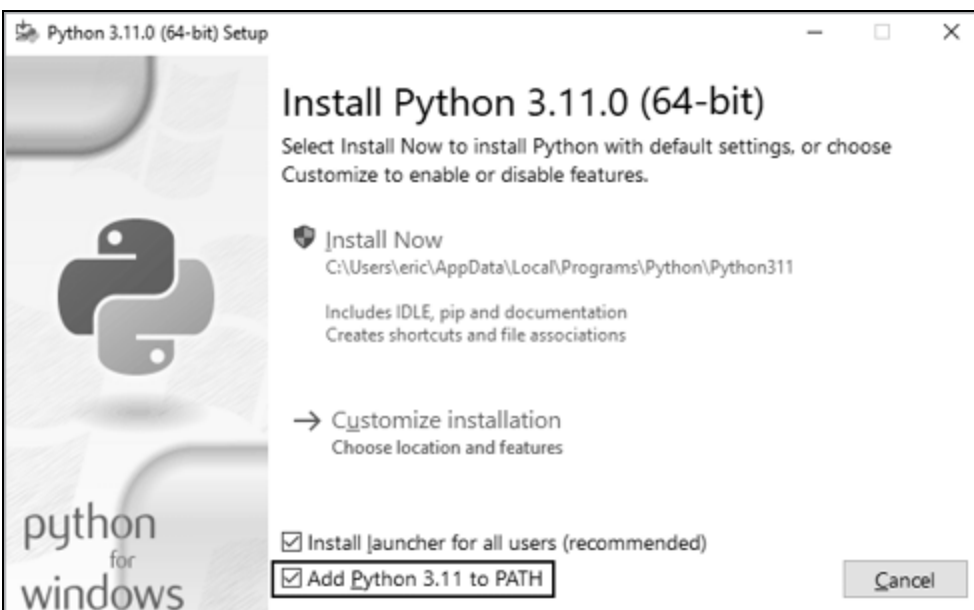 Python 3.11.0 (64-bit) Setup
Install Python 3.11.0 (64-bit)
Select Install Now to install Python with default settings, or choose
Customize to enable or disable features.
Install Now
C:\Users\eric\AppData\Local\Programs\Python\Python311
Includes IDLE, pip and documentation
Creates shortcuts and file associations
Customize installation
Choose location and features
python
for
windows
Install launcher for all users (recommended)
Add Python 3.11 to PATH
Cancel